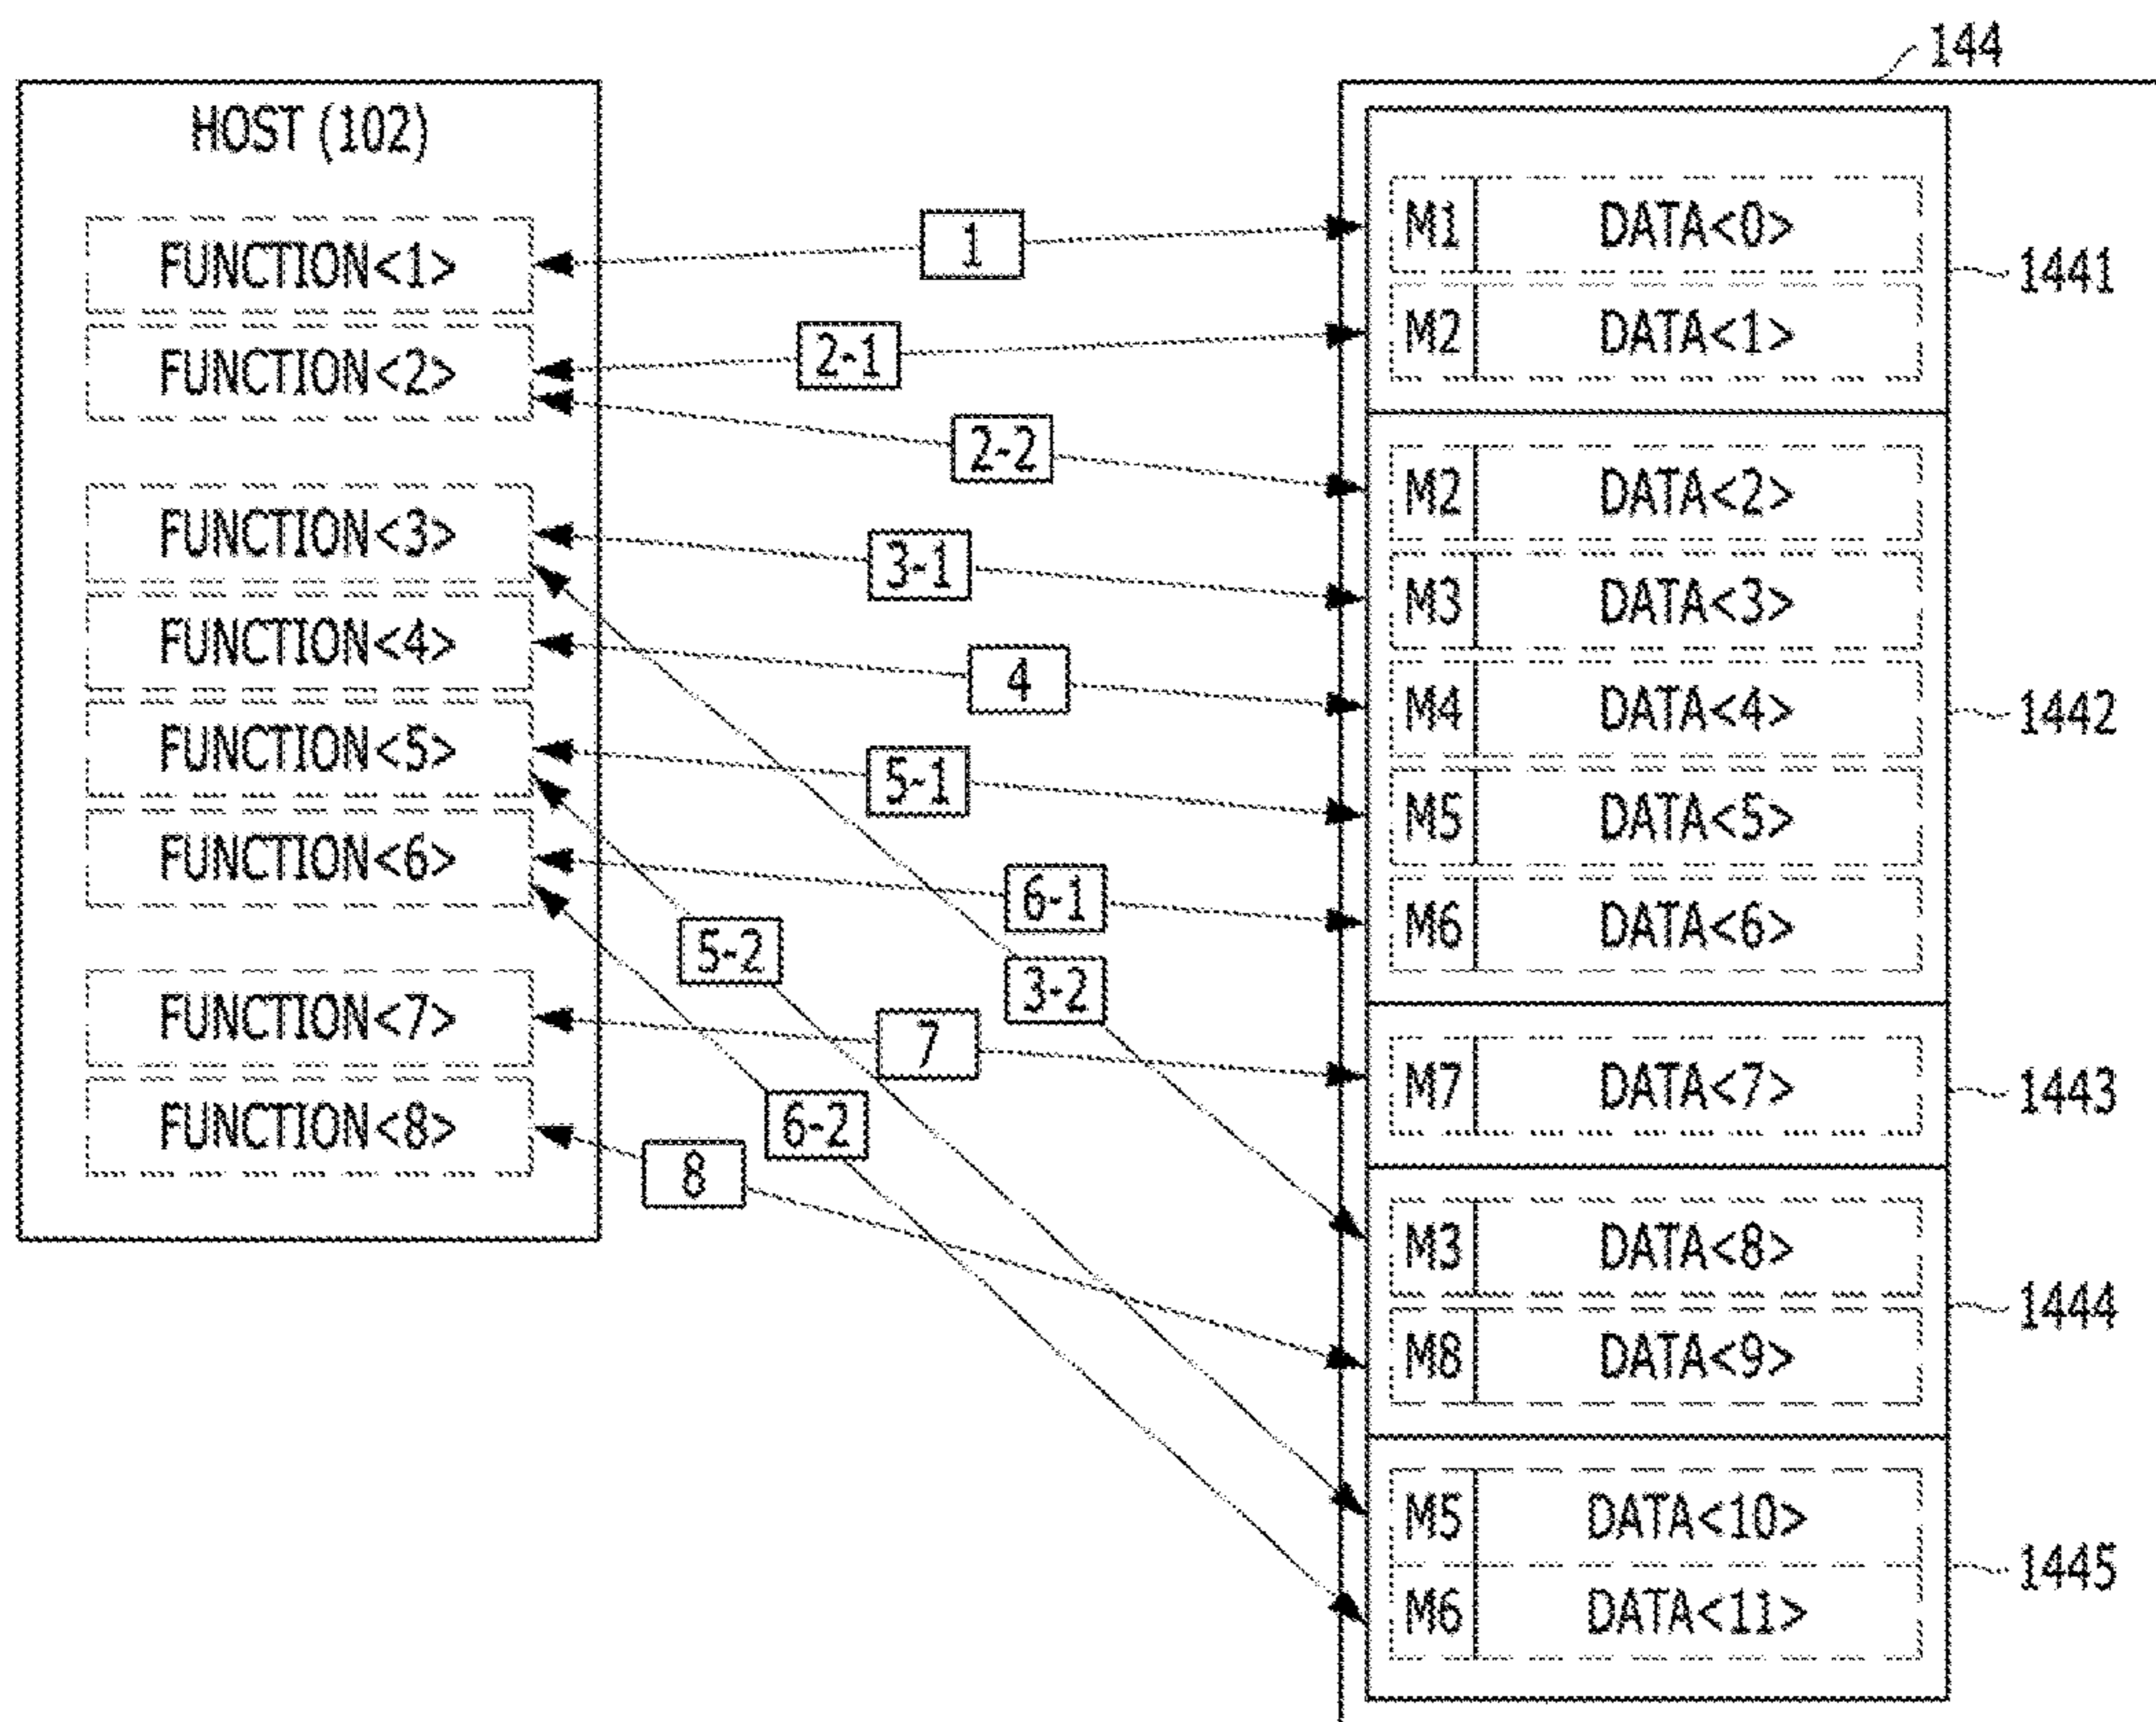 144
HOST (102)
FUNCTION<1>
FUNCTION<2>
FUNCTION<3>
FUNCTION<4>
FUNCTION<5>
FUNCTION<6>
FUNCTION<7>
FUNCTION<8>
1
2-1
2-2
3-1
4
5-1
6-1
5-2
3-2
7
6-2
8
M1 DATA<0>
M2 DATA<1>
1441
M2 DATA<2>
M3 DATA<3>
M4 DATA<4>
M5 DATA<5>
M6 DATA<6>
1442
M7 DATA<7>
1443
M3 DATA<8>
M8 DATA<9>
1444
M5 DATA<10>
M6 DATA<11>
1445